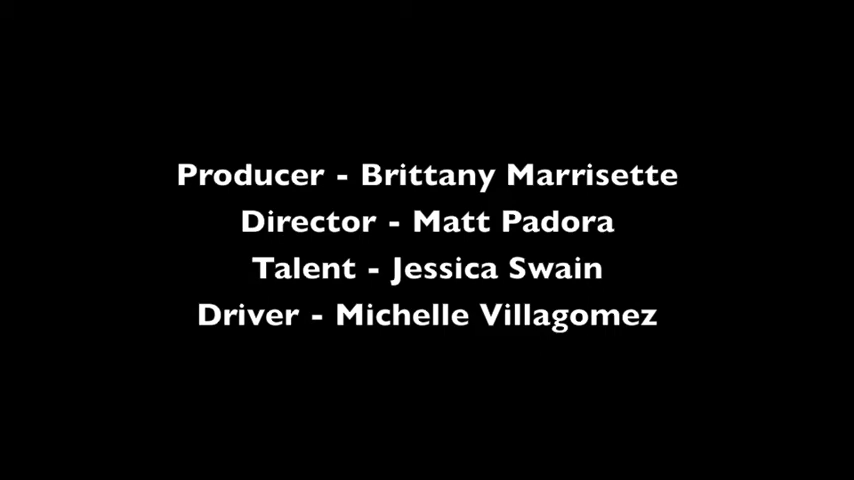 Producer - Brittany Marrisette
Director - Matt Padora
Talent - Jessica Swain
Driver - Michelle Villagomez